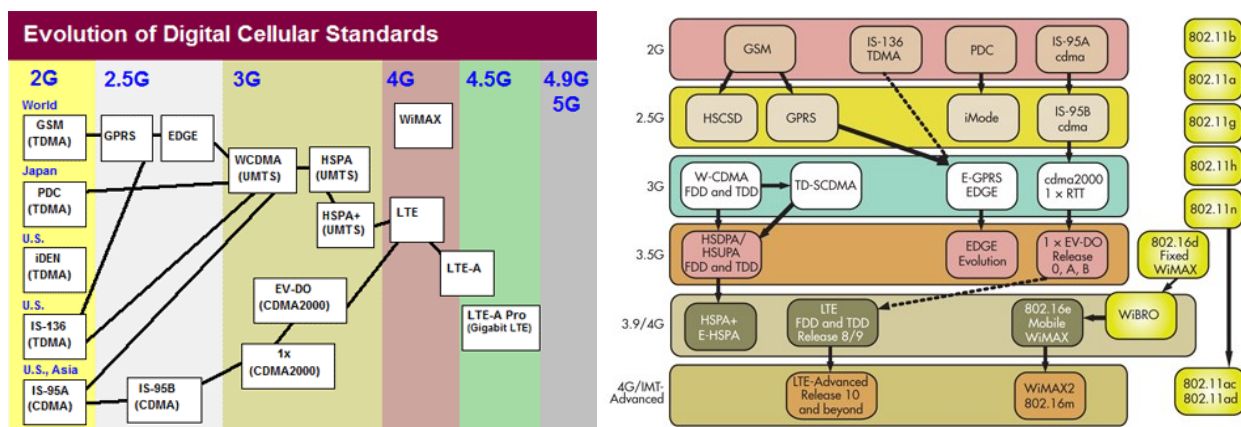 Evolution of Digital Cellular Standards
2G
2.5G
3G
4G
4.5G
4.9G
5G
World
GSM
(TDMA)
GPRS
EDGE
WiMAX
Japan
PDC
(TDMA)
WCDMA
(UMTS)
HSPA
(UMTS)
HSPA+
(UMTS)
LTE
U.S.
iDEN
(TDMA)
LTE-A
EV-DO
(CDMA2000)
U.S.
IS-136
(TDMA)
LTE-A Pro
(Gigabit LTE)
1x
(CDMA2000)
U.S., Asia
IS-95A
(CDMA)
IS-95B
(CDMA)
2G
GSM
IS-136
TDMA
PDC
IS-95A
cdma
802.11b
802.11a
2.5G
HSCSD
GPRS
iMode
IS-95B
cdma
802.11g
802.11h
3G
W-CDMA
FDD and TDD
TD-SCDMA
E-GPRS
EDGE
cdma2000
1 x RTT
802.11n
3.5G
HSDPA/
HSUPA
FDD and TDD
EDGE
Evolution
1 x EV-DO
Release
0, A, B
802.16d
Fixed
WiMAX
3.9/4G
HSPA+
E-HSPA
LTE
FDD and TDD
Release 8/9
802.16e
Mobile
WiMAX
WiBRO
4G/IMT-
Advanced
LTE-Advanced
Release 10
and beyond
WiMAX2
802.16m
802.11ac
802.11ad